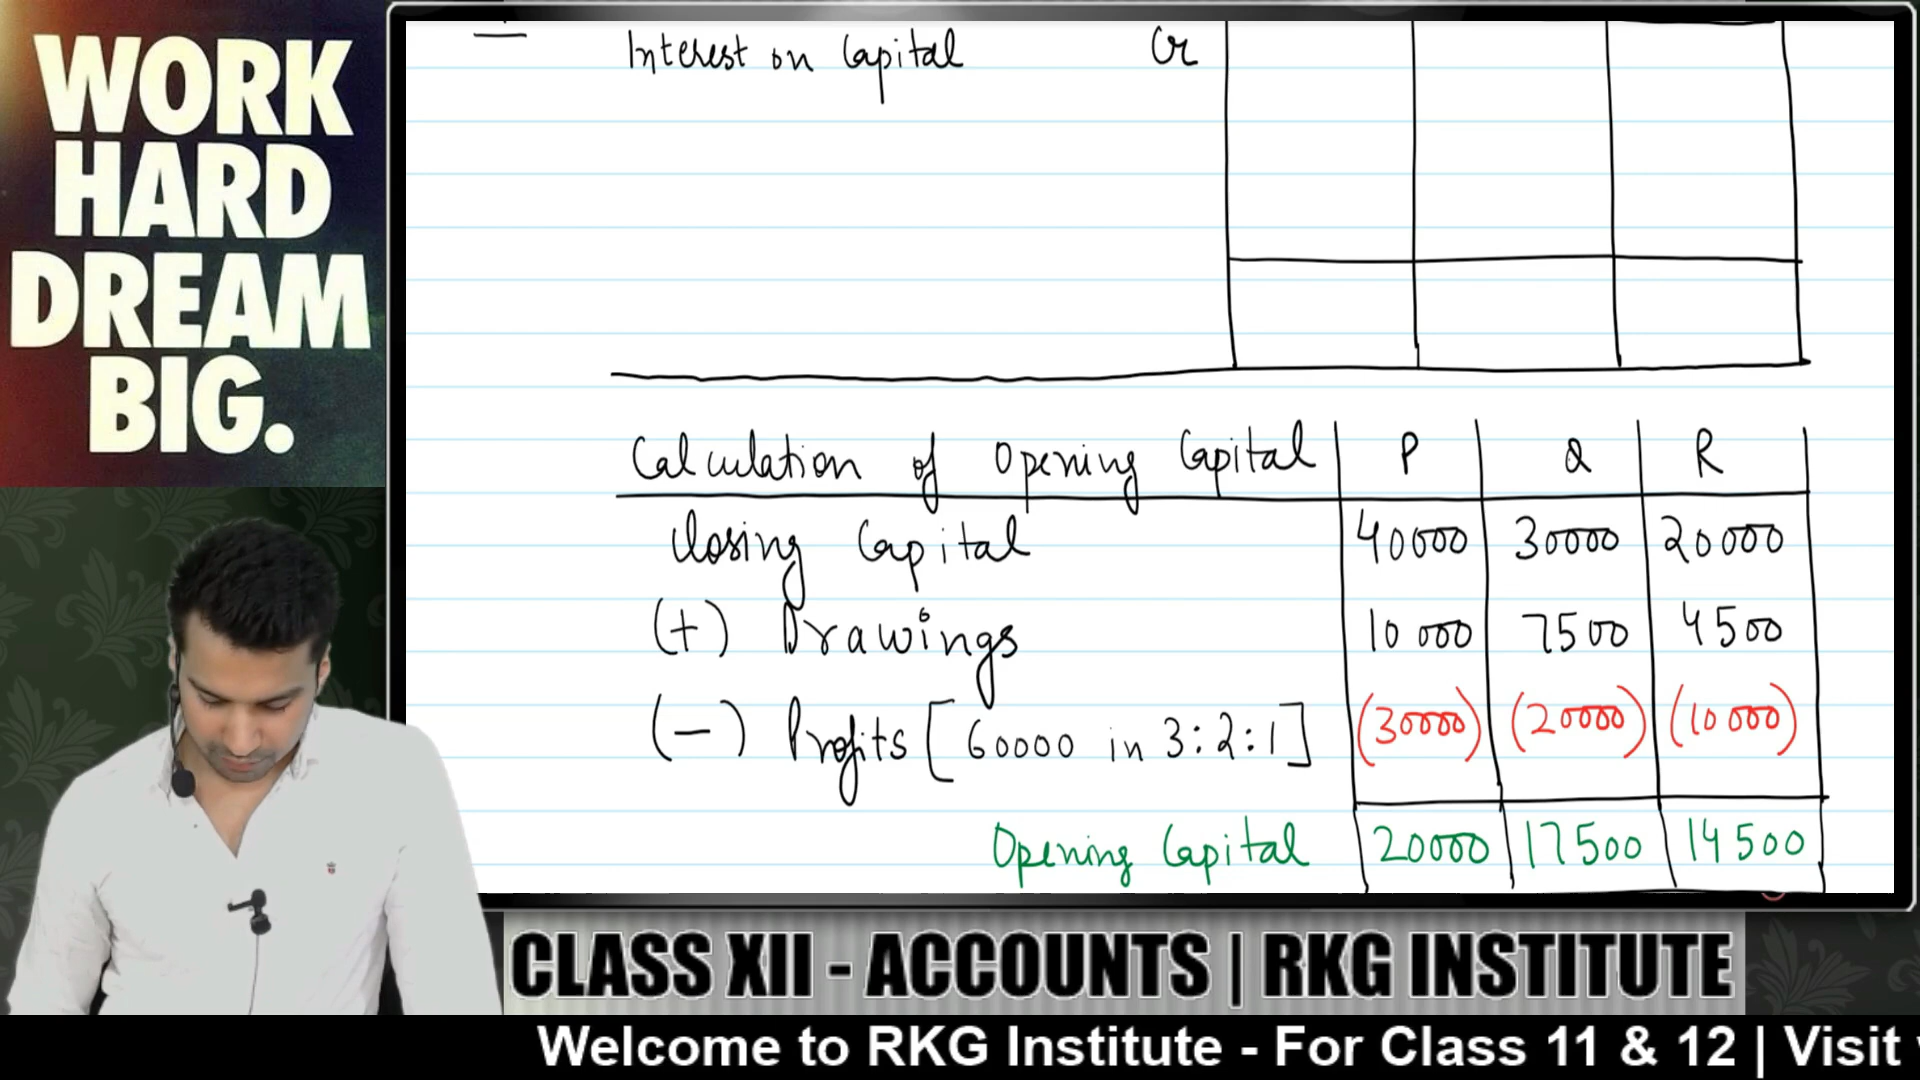 WORK
HARD
DREAM
BIG.
Interest on Capital Cr
Calculation of Opening Capital P Q R
Closing Capital 40000 30000 20000
(+) Drawings 10000 7500 4500
(-) Profits [60000 in 3:2:1] (30000) (20000) (10000)
Opening Capital 20000 17500 14500
CLASS XII - ACCOUNTS | RKG INSTITUTE
Welcome to RKG Institute - For Class 11 & 12 | Visit